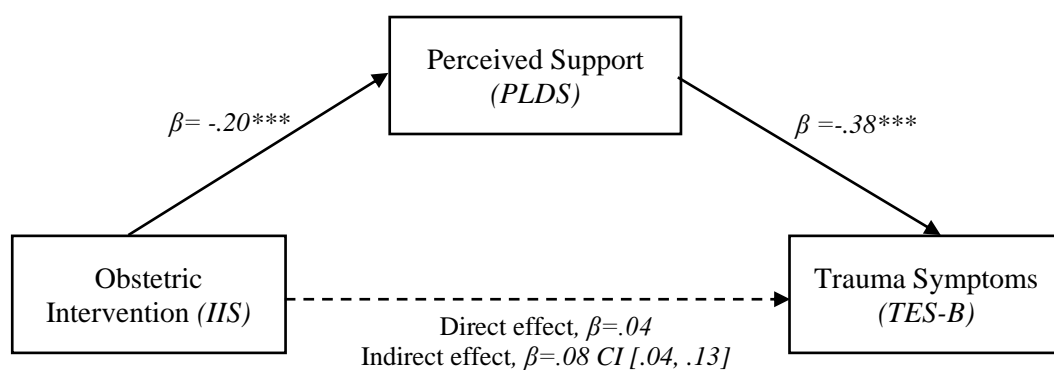 Perceived Support
(PLDS)
β= -.20***
β =-.38***
Obstetric
Intervention (IIS)
Trauma Symptoms
(TES-B)
Direct effect, β=.04
Indirect effect, β=.08 CI [.04, .13]